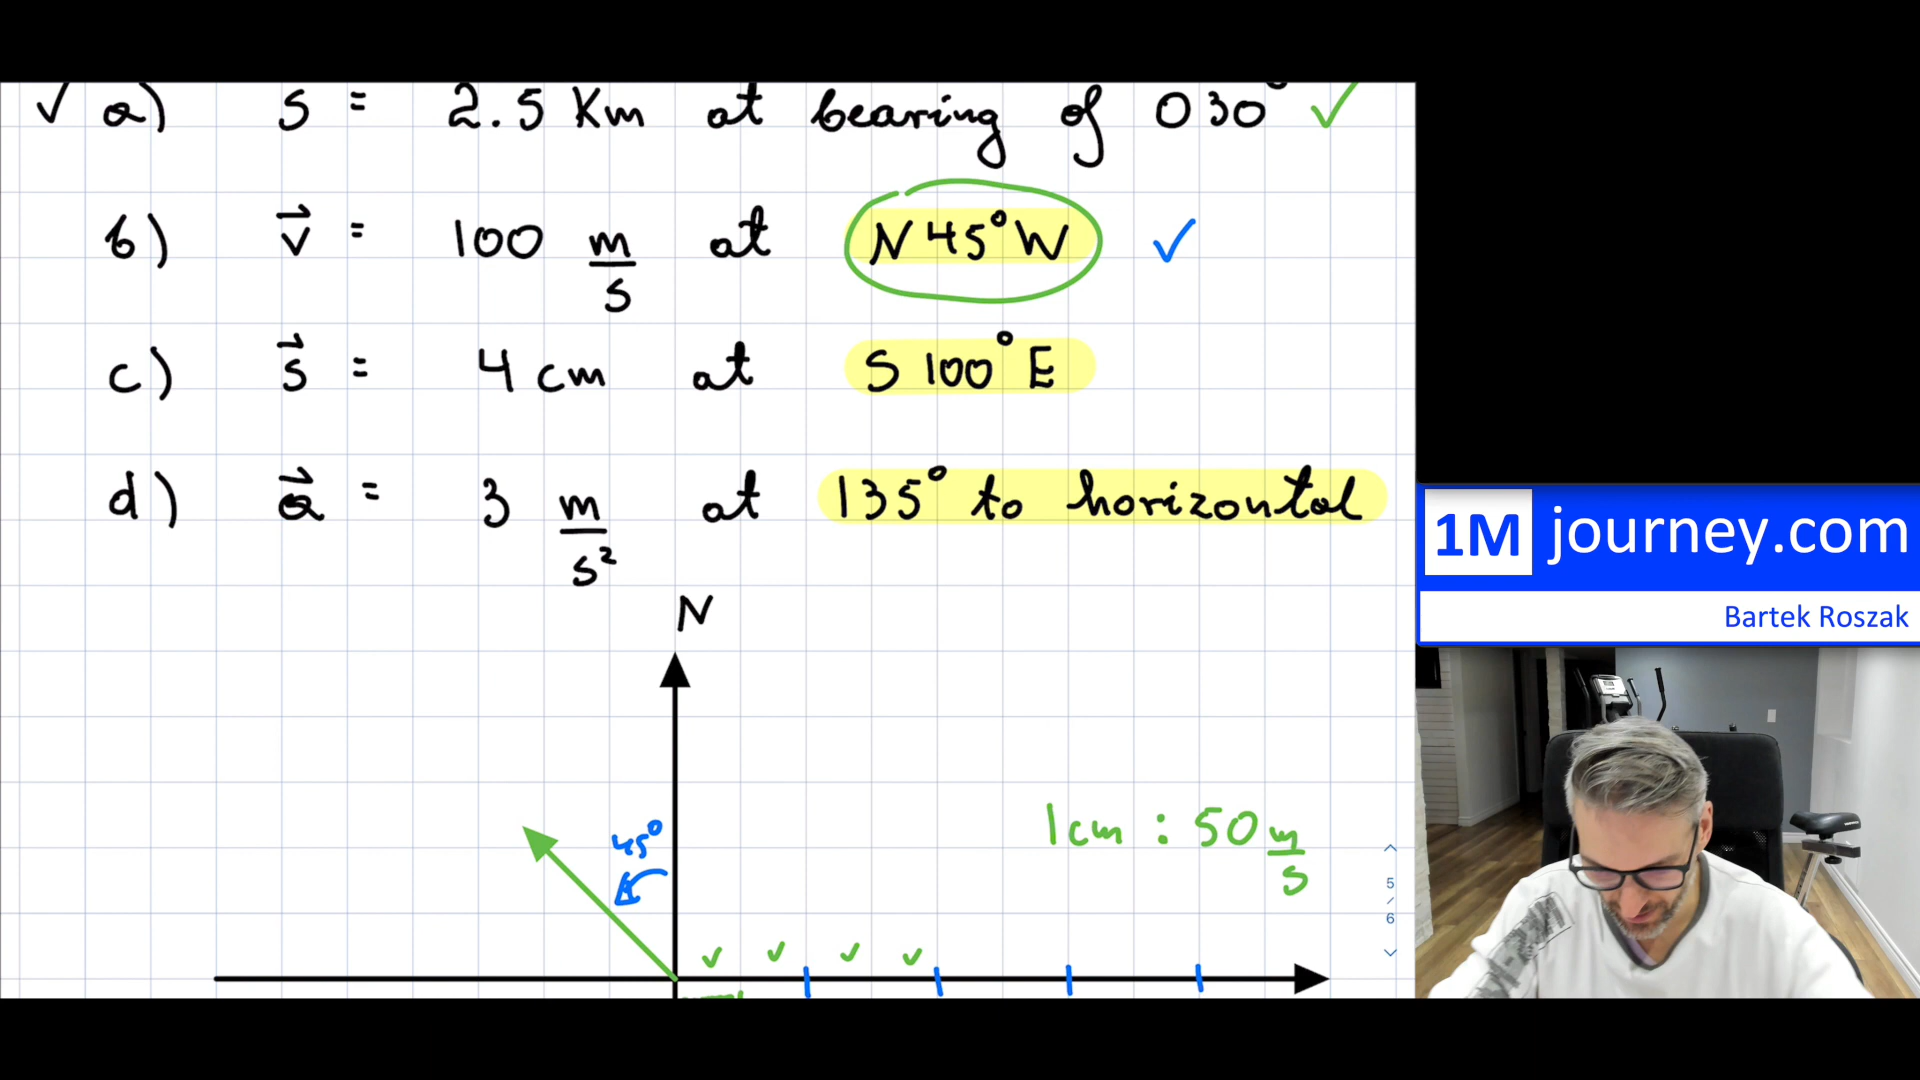 ✓ a) s = 2.5 Km at bearing of 030° ✓
b) v⃗ = 100 m/s at N 45° W ✓
c) s⃗ = 4 cm at S 100° E
d) a⃗ = 3 m/s² at 135° to horizontal
N
45°
1cm : 50 m/s
✓ ✓ ✓ ✓
5
/
6
1M journey.com
Bartek Roszak